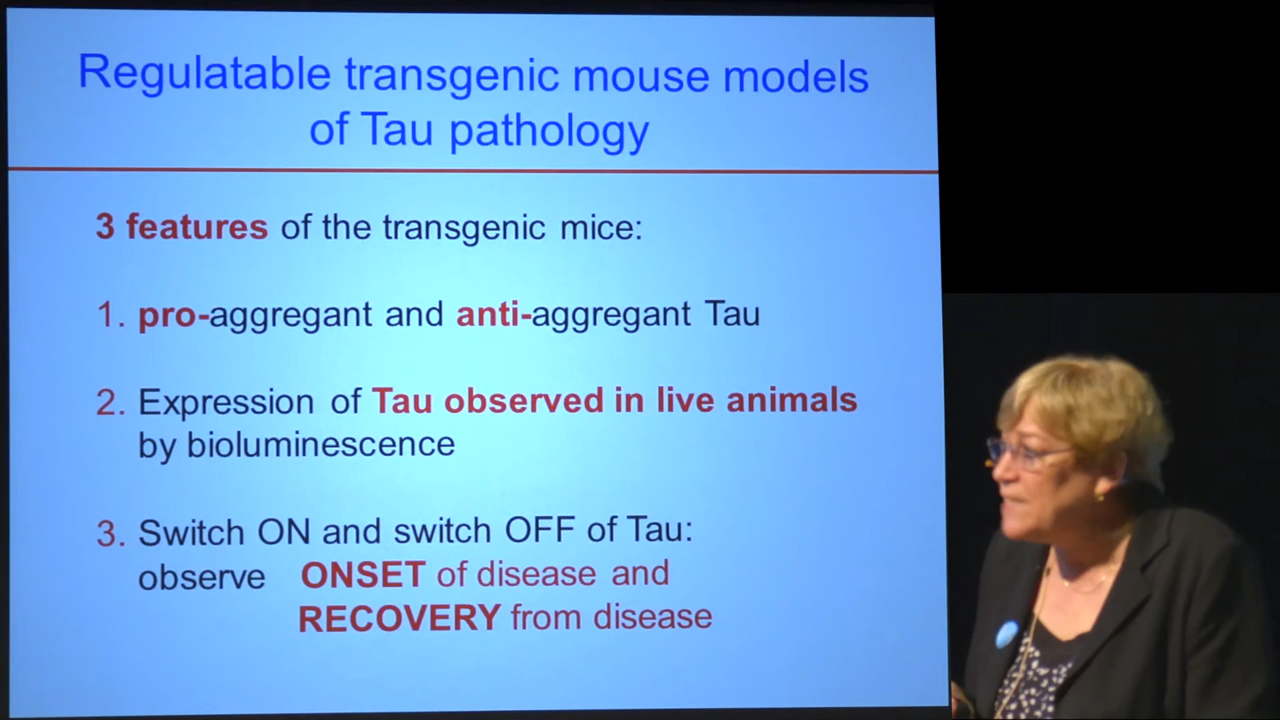 Regulatable transgenic mouse models
of Tau pathology
3 features of the transgenic mice:
1. pro-aggregant and anti-aggregant Tau
2. Expression of Tau observed in live animals
by bioluminescence
3. Switch ON and switch OFF of Tau:
observe ONSET of disease and
RECOVERY from disease